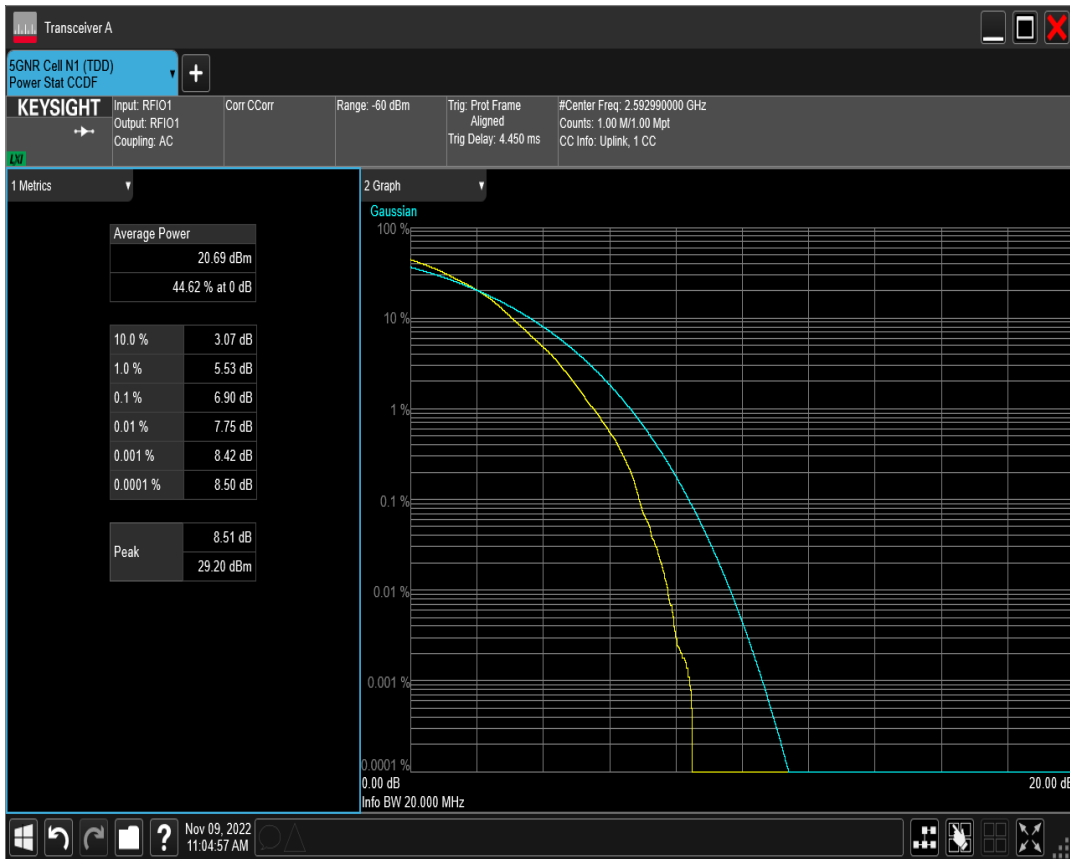 Transceiver A
5GNR Cell N1 (TDD)
Power Stat CCDF
+
KEYSIGHT
LXI
Input: RFIO1
Output: RFIO1
Coupling: AC
Corr CCorr
Range: -60 dBm
Trig: Prot Frame
Aligned
Trig Delay: 4.450 ms
#Center Freq: 2.592990000 GHz
Counts: 1.00 M/1.00 Mpt
CC Info: Uplink, 1 CC
1 Metrics
Average Power
20.69 dBm
44.62 % at 0 dB
10.0 % 3.07 dB
1.0 % 5.53 dB
0.1 % 6.90 dB
0.01 % 7.75 dB
0.001 % 8.42 dB
0.0001 % 8.50 dB
Peak 8.51 dB
29.20 dBm
2 Graph
Gaussian
100 %
10 %
1 %
0.1 %
0.01 %
0.001 %
0.0001 %
0.00 dB 20.00 dB
Info BW 20.000 MHz
?
Nov 09, 2022
11:04:57 AM